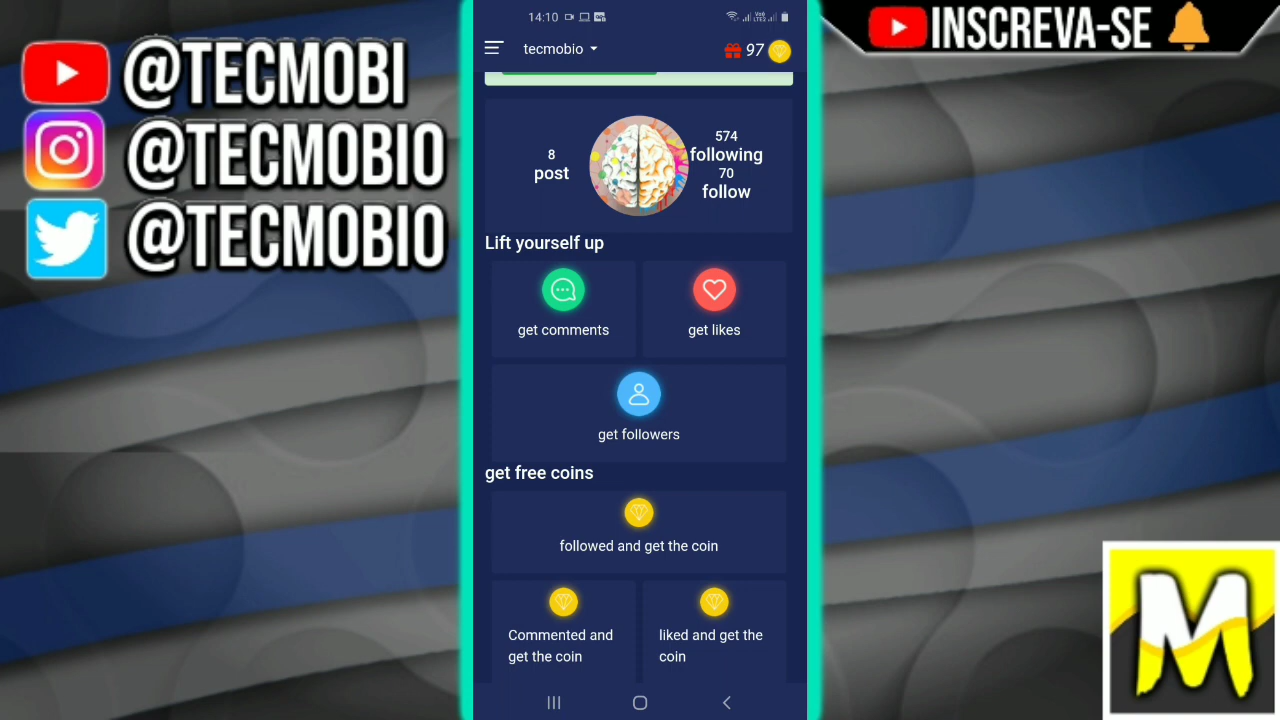 @TECMOBI
@TECMOBIO
@TECMOBIO
14:10
tecmobio
97
8
post
574
following
70
follow
Lift yourself up
get comments
get likes
get followers
get free coins
followed and get the coin
Commented and
get the coin
liked and get the
coin
INSCREVA-SE
M